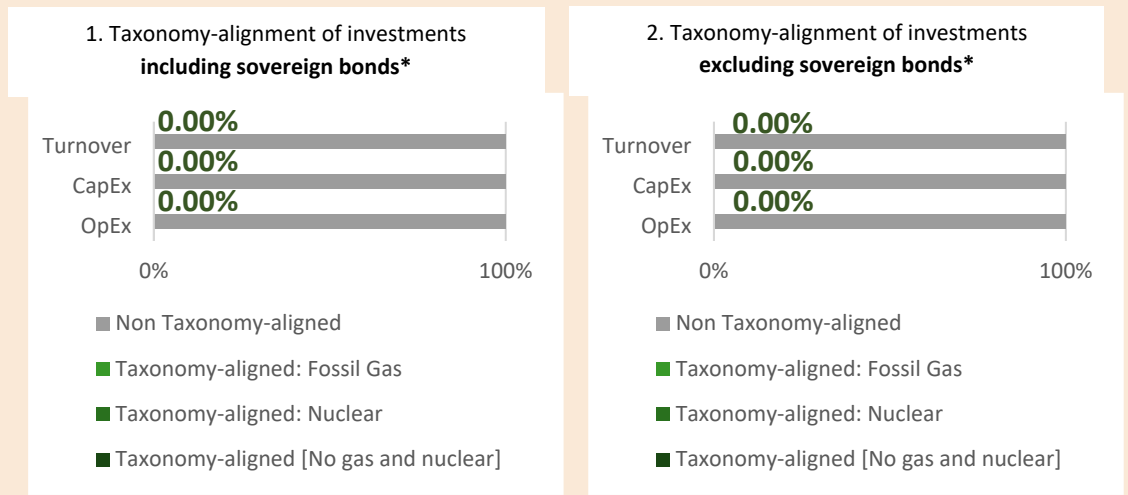 1. Taxonomy-alignment of investments
including sovereign bonds*
0.00%
Turnover
0.00%
CapEx
0.00%
OpEx
0%
100%
Non Taxonomy-aligned
Taxonomy-aligned: Fossil Gas
Taxonomy-aligned: Nuclear
Taxonomy-aligned [No gas and nuclear]
2. Taxonomy-alignment of investments
excluding sovereign bonds*
0.00%
Turnover
0.00%
CapEx
0.00%
OpEx
0%
100%
Non Taxonomy-aligned
Taxonomy-aligned: Fossil Gas
Taxonomy-aligned: Nuclear
Taxonomy-aligned [No gas and nuclear]